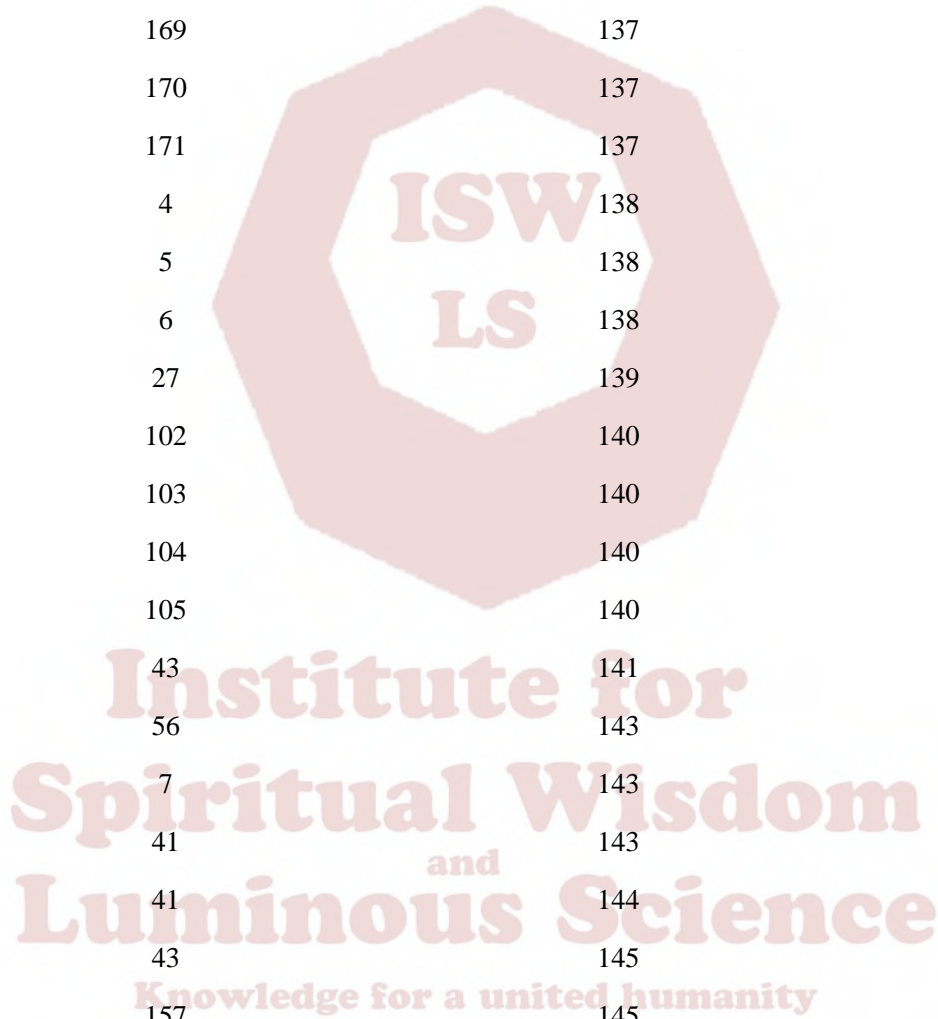 169 137
170 137
171 137
4 138
5 138
6 138
27 139
102 140
103 140
104 140
105 140
43 141
56 143
7 143
41 143
41 144
43 145
157 145
ISW
LS
Institute for
Spiritual Wisdom
and
Luminous Science
Knowledge for a united humanity